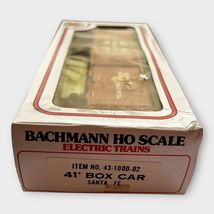 BACHMANN HO SCALE
ELECTRIC TRAINS
ITEM NO. 43-1000-02
41' BOX CAR
SANTA FE